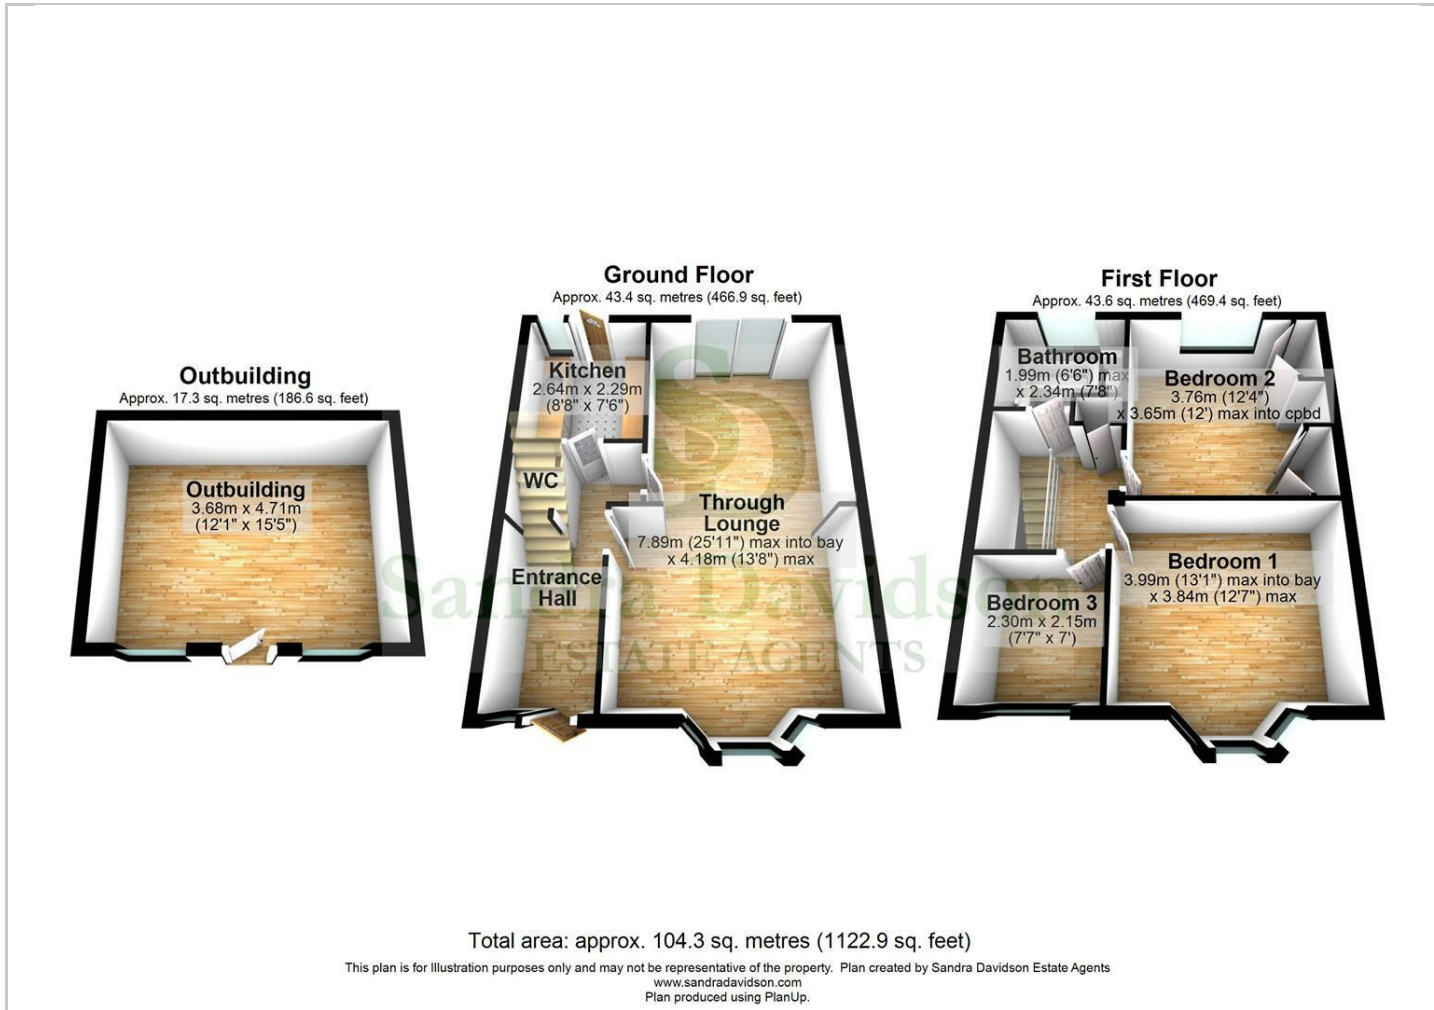 Outbuilding
Approx. 17.3 sq. metres (186.6 sq. feet)
Outbuilding
3.68m x 4.71m
(12'1" x 15'5")
Ground Floor
Approx. 43.4 sq. metres (466.9 sq. feet)
Kitchen
2.64m x 2.29m
(8'8" x 7'6")
WC
Through
Lounge
7.89m (25'11") max into bay
x 4.18m (13'8") max
Entrance
Hall
First Floor
Approx. 43.6 sq. metres (469.4 sq. feet)
Bathroom
1.99m (6'6") max
x 2.34m (7'8")
Bedroom 2
3.76m (12'4")
x 3.65m (12') max into cpbd
Bedroom 1
3.99m (13'1") max into bay
x 3.84m (12'7") max
Bedroom 3
2.30m x 2.15m
(7'7" x 7')
Sandra Davidson
ESTATE AGENTS
Total area: approx. 104.3 sq. metres (1122.9 sq. feet)
This plan is for Illustration purposes only and may not be representative of the property. Plan created by Sandra Davidson Estate Agents
www.sandradavidson.com
Plan produced using PlanUp.